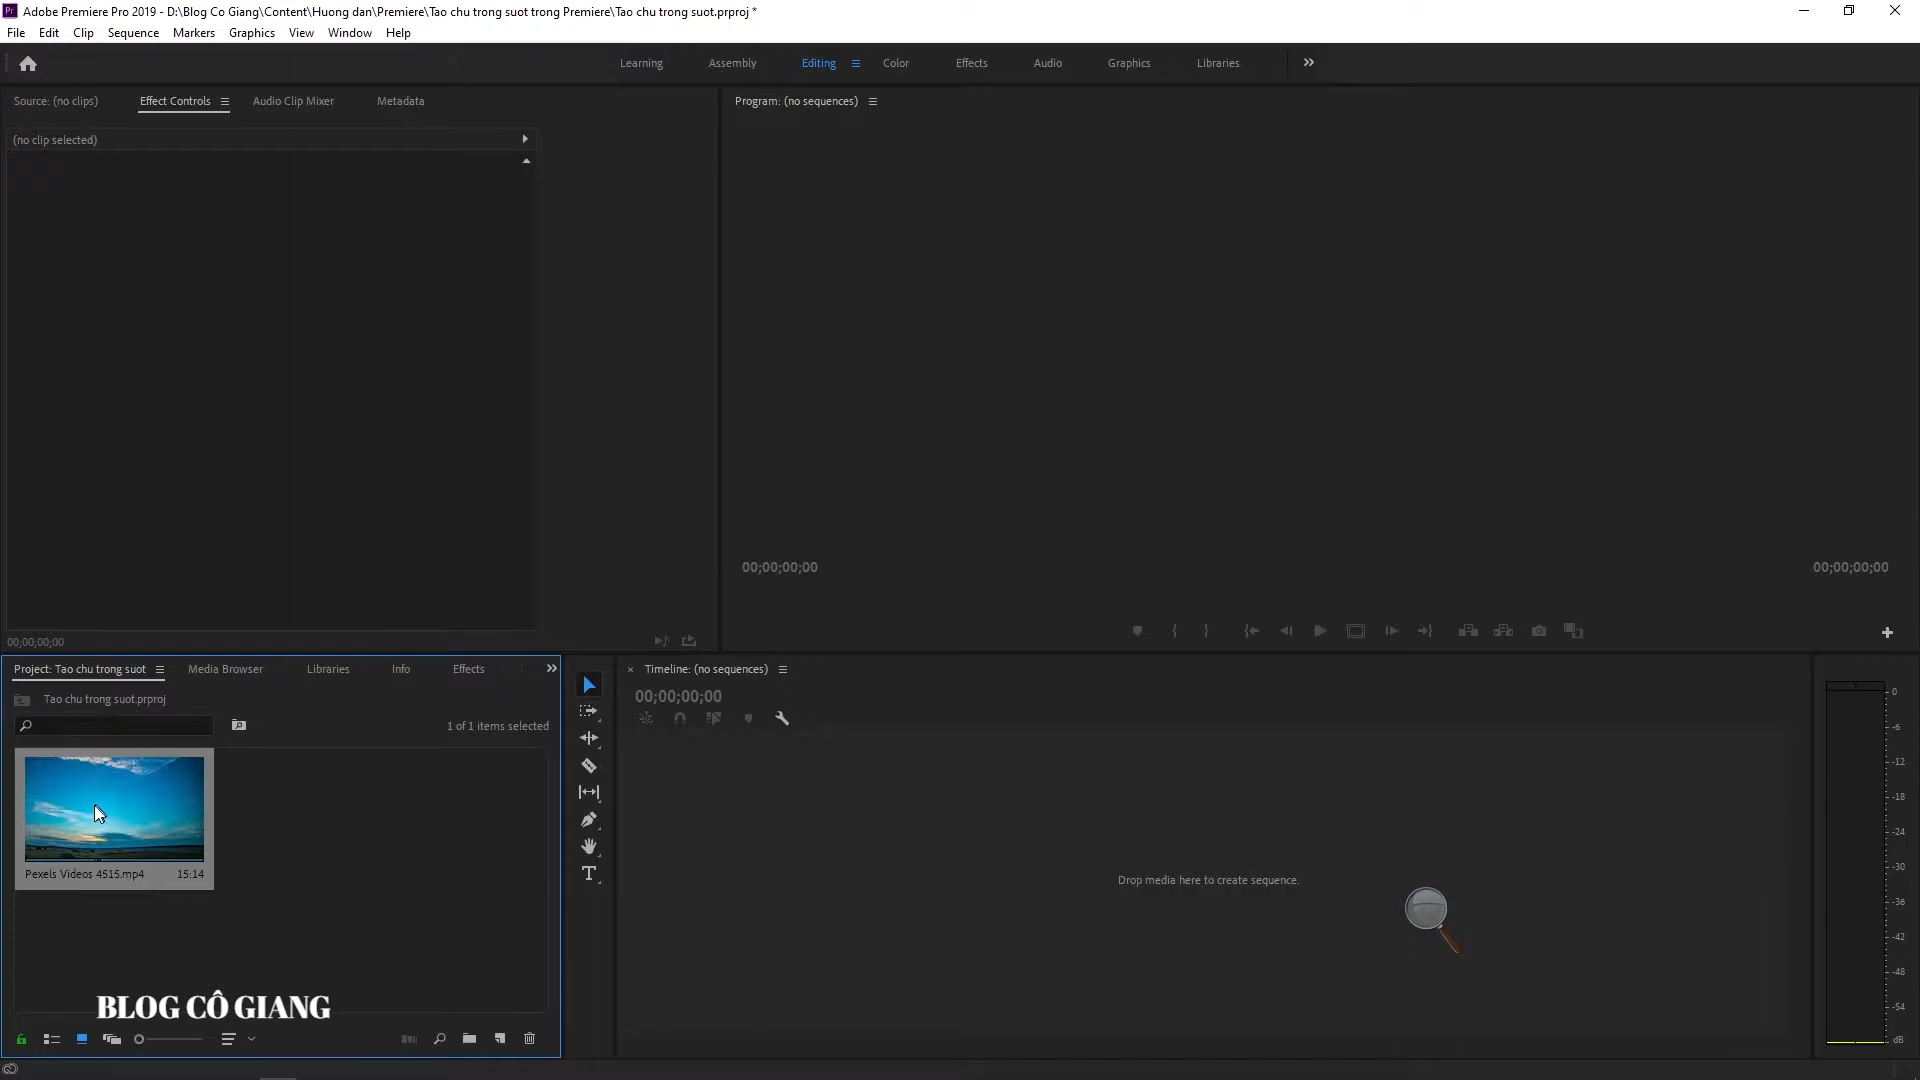 Adobe Premiere Pro 2019 - D:\Blog Co Giang\Content\Huong dan\Premiere\Tao chu trong suot trong Premiere\Tao chu trong suot.prproj *
File Edit Clip Sequence Markers Graphics View Window Help
Learning Assembly Editing Color Effects Audio Graphics Libraries
Source: (no clips) Effect Controls Audio Clip Mixer Metadata
Program: (no sequences)
(no clip selected)
00;00;00;00 00;00;00;00
00;00;00;00
Project: Tao chu trong suot Media Browser Libraries Info Effects
Tao chu trong suot.prproj
1 of 1 items selected
Pexels Videos 4515.mp4 15:14
BLOG CÔ GIANG
× Timeline: (no sequences)
00;00;00;00
Drop media here to create sequence.
0
-6
-12
-18
-24
-30
-36
-42
-48
-54
dB